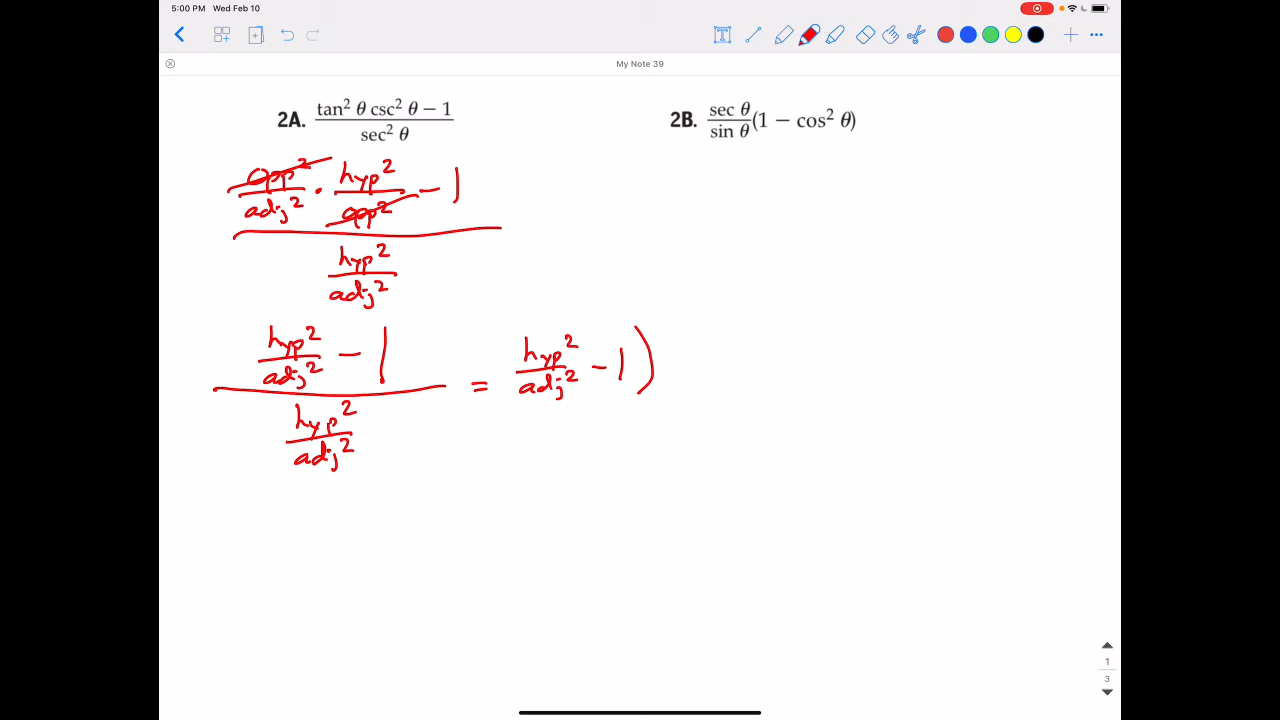 5:00 PM Wed Feb 10
My Note 39
2A. tan² θ csc² θ − 1 / sec² θ
2B. sec θ / sin θ (1 − cos² θ)
opp² / adj² · hyp² / opp² − 1
hyp² / adj²
hyp² / adj² − 1 = hyp² / adj² − 1)
hyp² / adj²
1
3